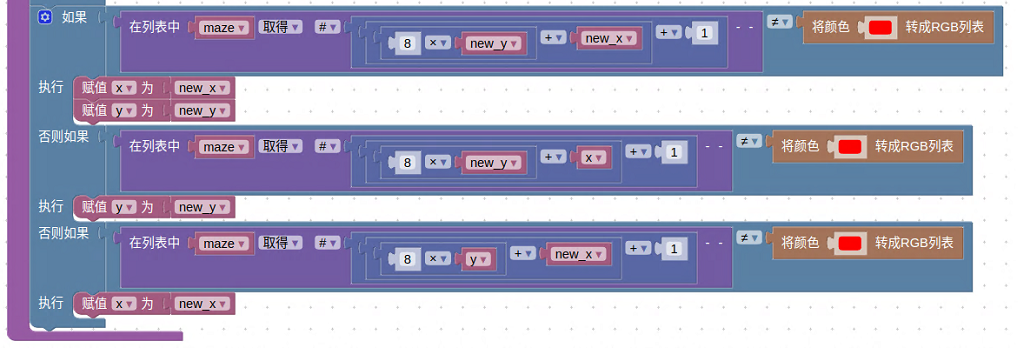 如果 在列表中 maze 取得 # 8 × new_y + new_x + 1 - - ≠ 将颜色 转成RGB列表
执行 赋值 x 为 new_x
赋值 y 为 new_y
否则如果 在列表中 maze 取得 # 8 × new_y + x + 1 - - ≠ 将颜色 转成RGB列表
执行 赋值 y 为 new_y
否则如果 在列表中 maze 取得 # 8 × y + new_x + 1 - - ≠ 将颜色 转成RGB列表
执行 赋值 x 为 new_x